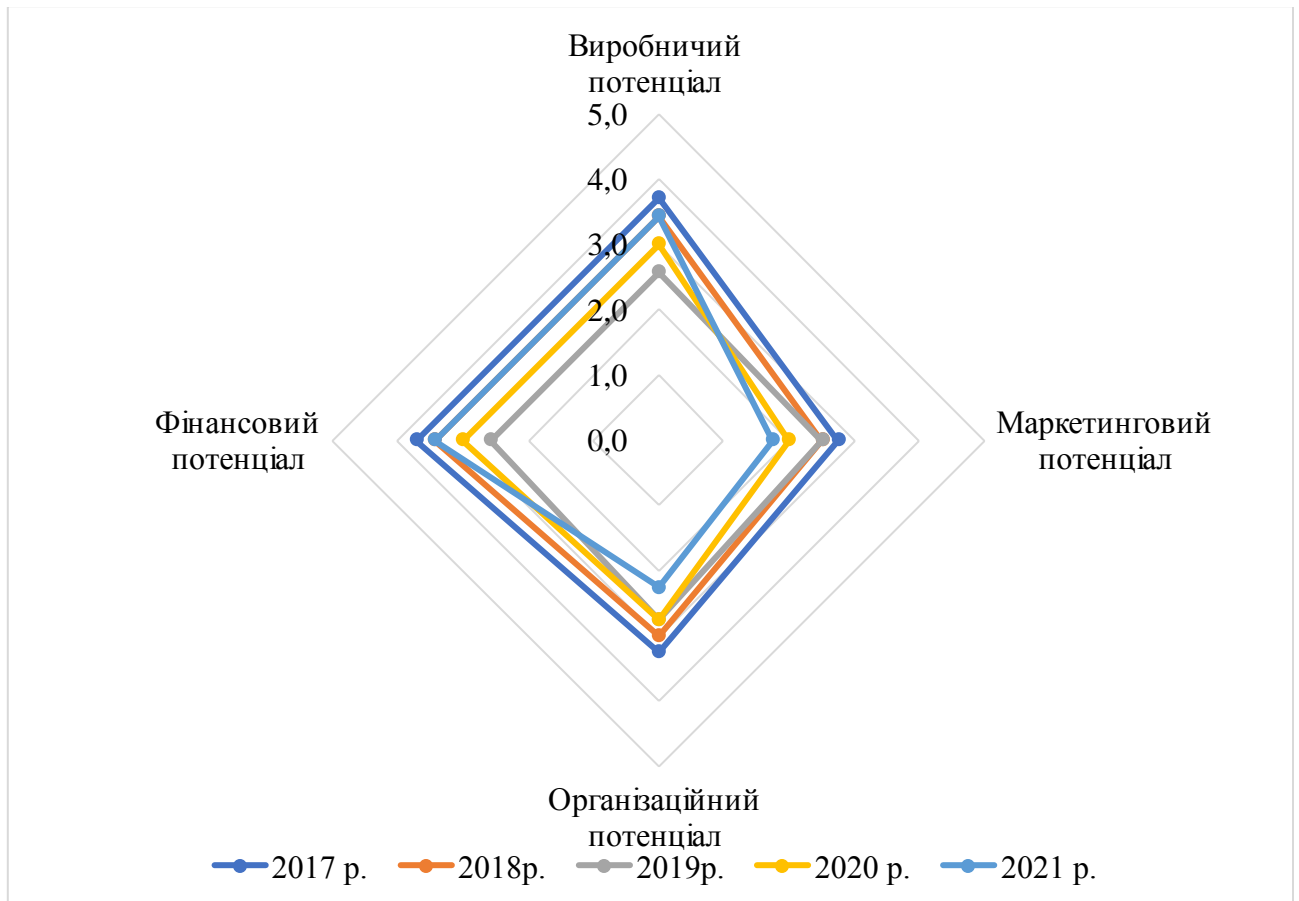 Виробничий
потенціал
5,0
4,0
3,0
2,0
1,0
0,0
Фінансовий
потенціал
Маркетинговий
потенціал
Організаційний
потенціал
2017 р. 2018р. 2019р. 2020 р. 2021 р.